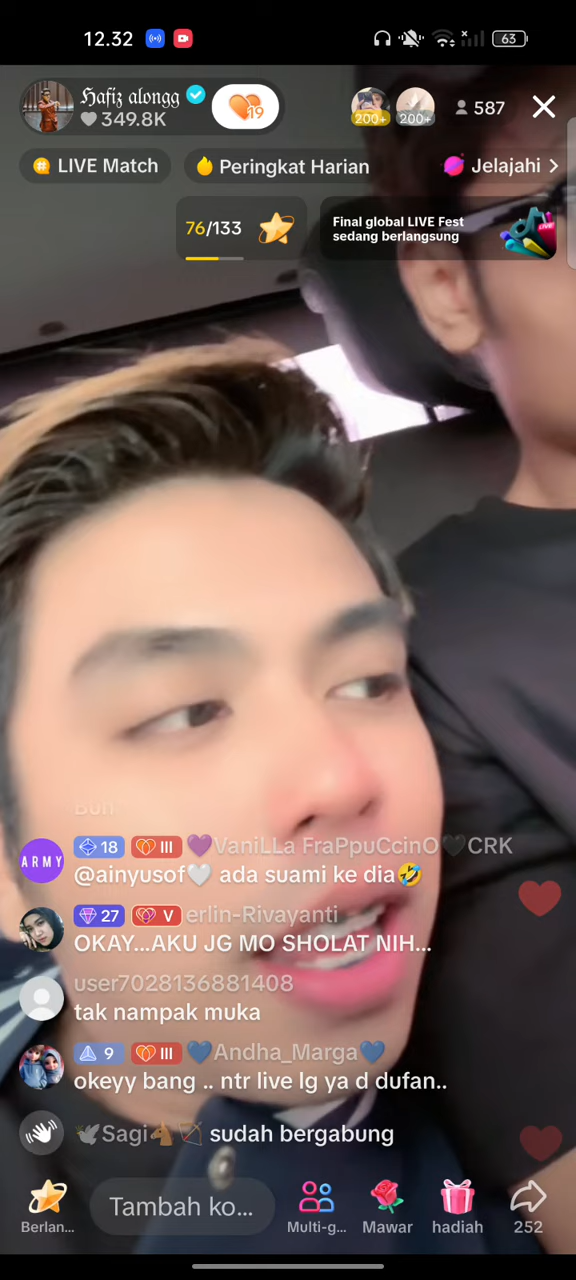 12.32
63
Hafiz alongg
349.8K
19
200+
200+
587
LIVE Match
Peringkat Harian
Jelajahi
76/133
Final global LIVE Fest
sedang berlangsung
LIVE
Bun
18 III 💜VaniLLa FraPpuCcinO🖤CRK
ARMY
@ainyusof🤍 ada suami ke dia🤣
27 V erlin-Rivayanti
OKAY...AKU JG MO SHOLAT NIH...
user7028136881408
tak nampak muka
9 III 💙Andha_Marga💙
okeyy bang .. ntr live lg ya d dufan..
🕊️Sagi🐴🏹 sudah bergabung
Tambah ko...
Berlan...
Multi-g...
Mawar
hadiah
252